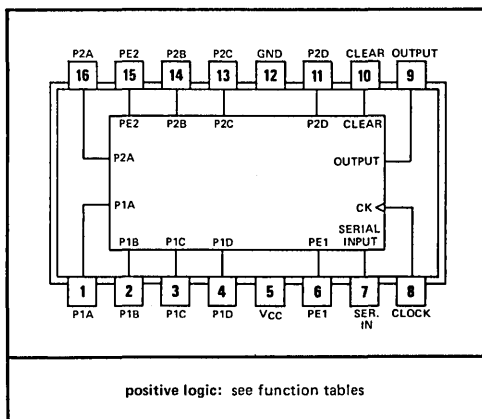 P2A PE2 P2B P2C GND P2D CLEAR OUTPUT
16 15 14 13 12 11 10 9
PE2 P2B P2C P2D CLEAR
P2A OUTPUT
P1A CK
SERIAL
P1B P1C P1D PE1 INPUT
1 2 3 4 5 6 7 8
P1A P1B P1C P1D VCC PE1 SER. CLOCK
IN
positive logic: see function tables